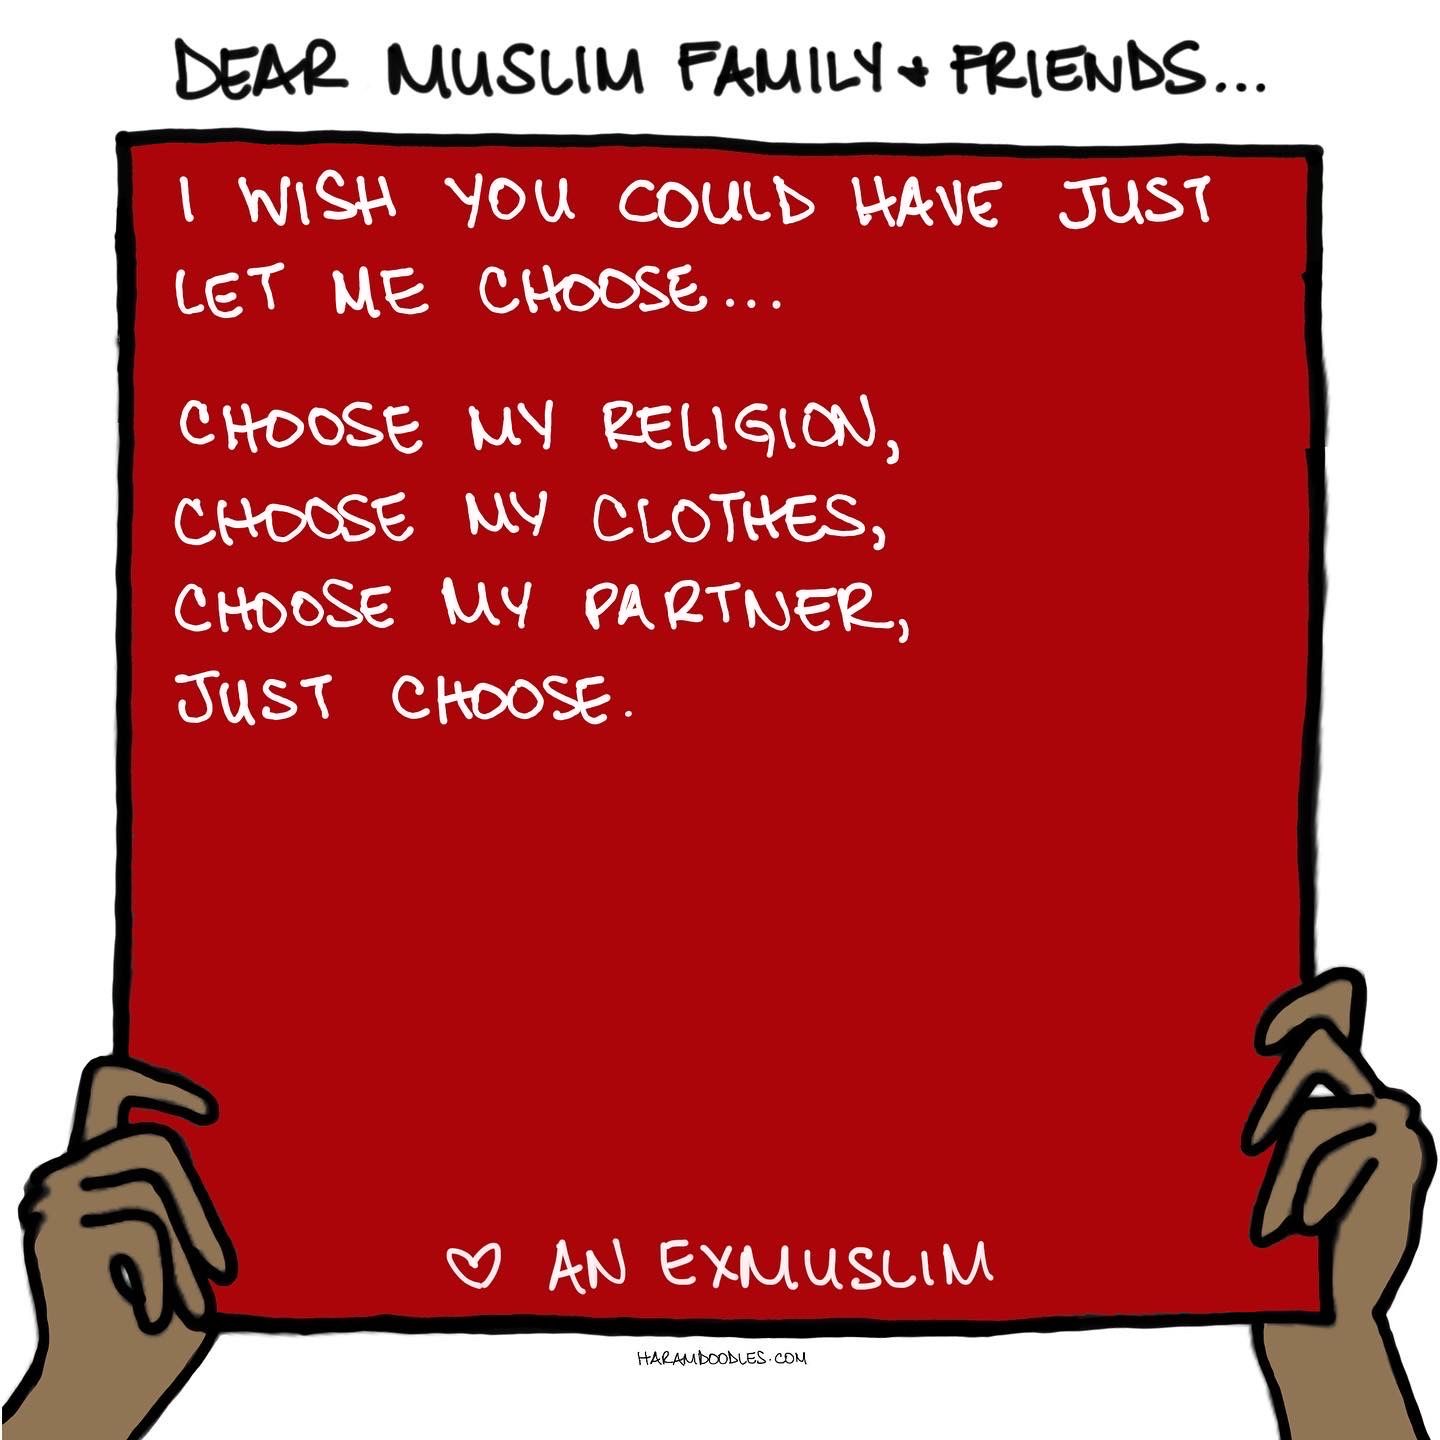 DEAR MUSLIM FAMILY + FRIENDS...
I WISH YOU COULD HAVE JUST
LET ME CHOOSE...
CHOOSE MY RELIGION,
CHOOSE MY CLOTHES,
CHOOSE MY PARTNER,
JUST CHOOSE.
♡ AN EXMUSLIM
HARAMDOODLES.COM